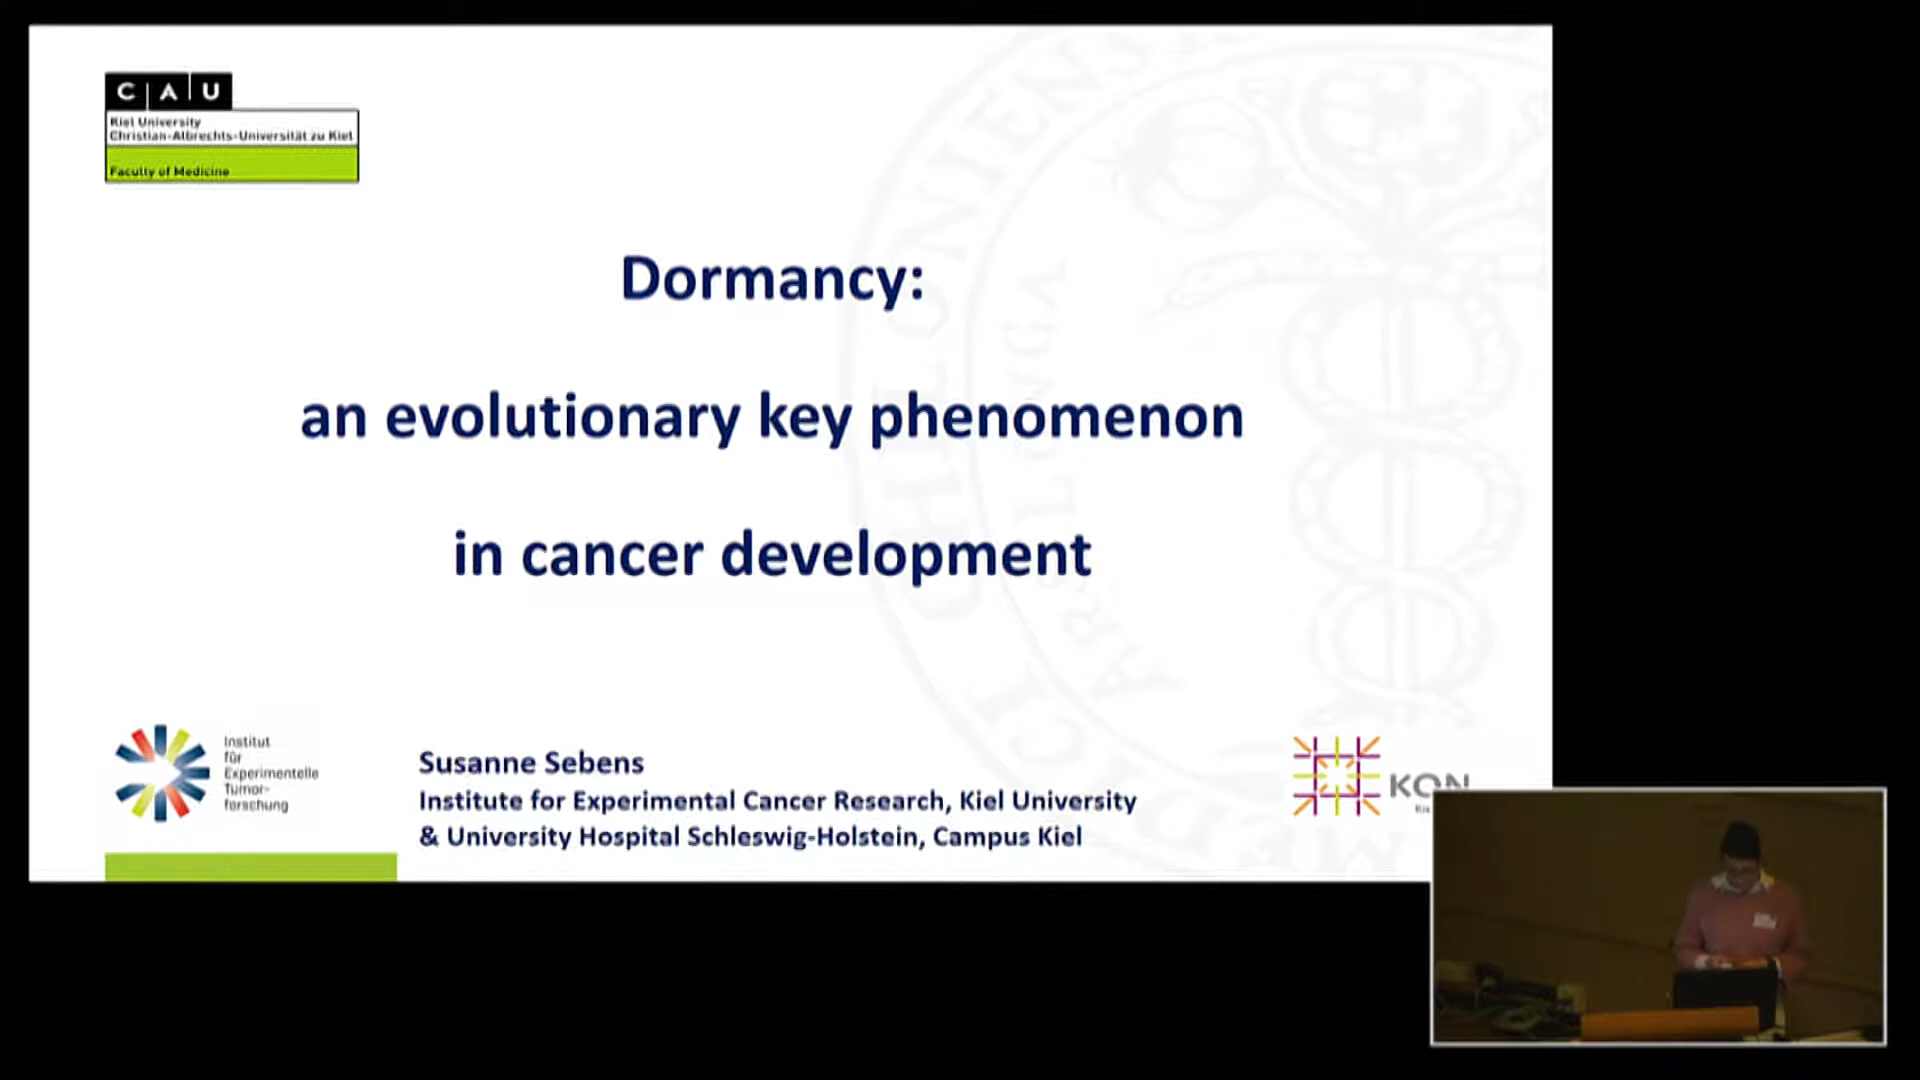 C A U
Kiel University
Christian-Albrechts-Universität zu Kiel
Faculty of Medicine
Dormancy:
an evolutionary key phenomenon
in cancer development
Institut
für
Experimentelle
Tumor-
forschung
Susanne Sebens
Institute for Experimental Cancer Research, Kiel University
& University Hospital Schleswig-Holstein, Campus Kiel
KON